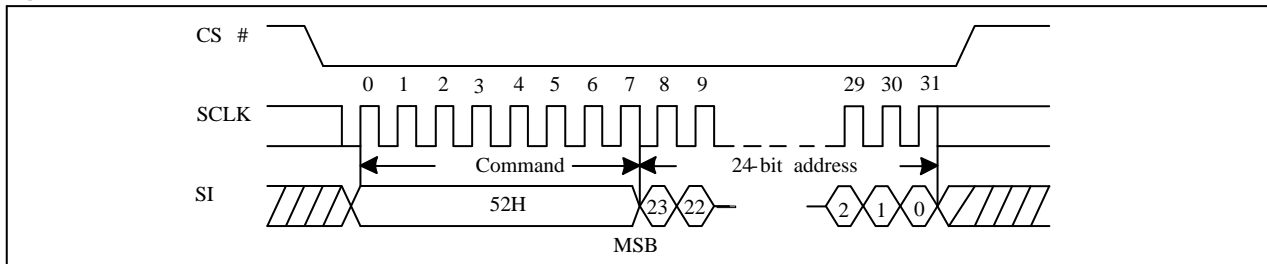 CS #
0 1 2 3 4 5 6 7 8 9 29 30 31
SCLK
Command 24-bit address
SI 52H 23 22 2 1 0
MSB